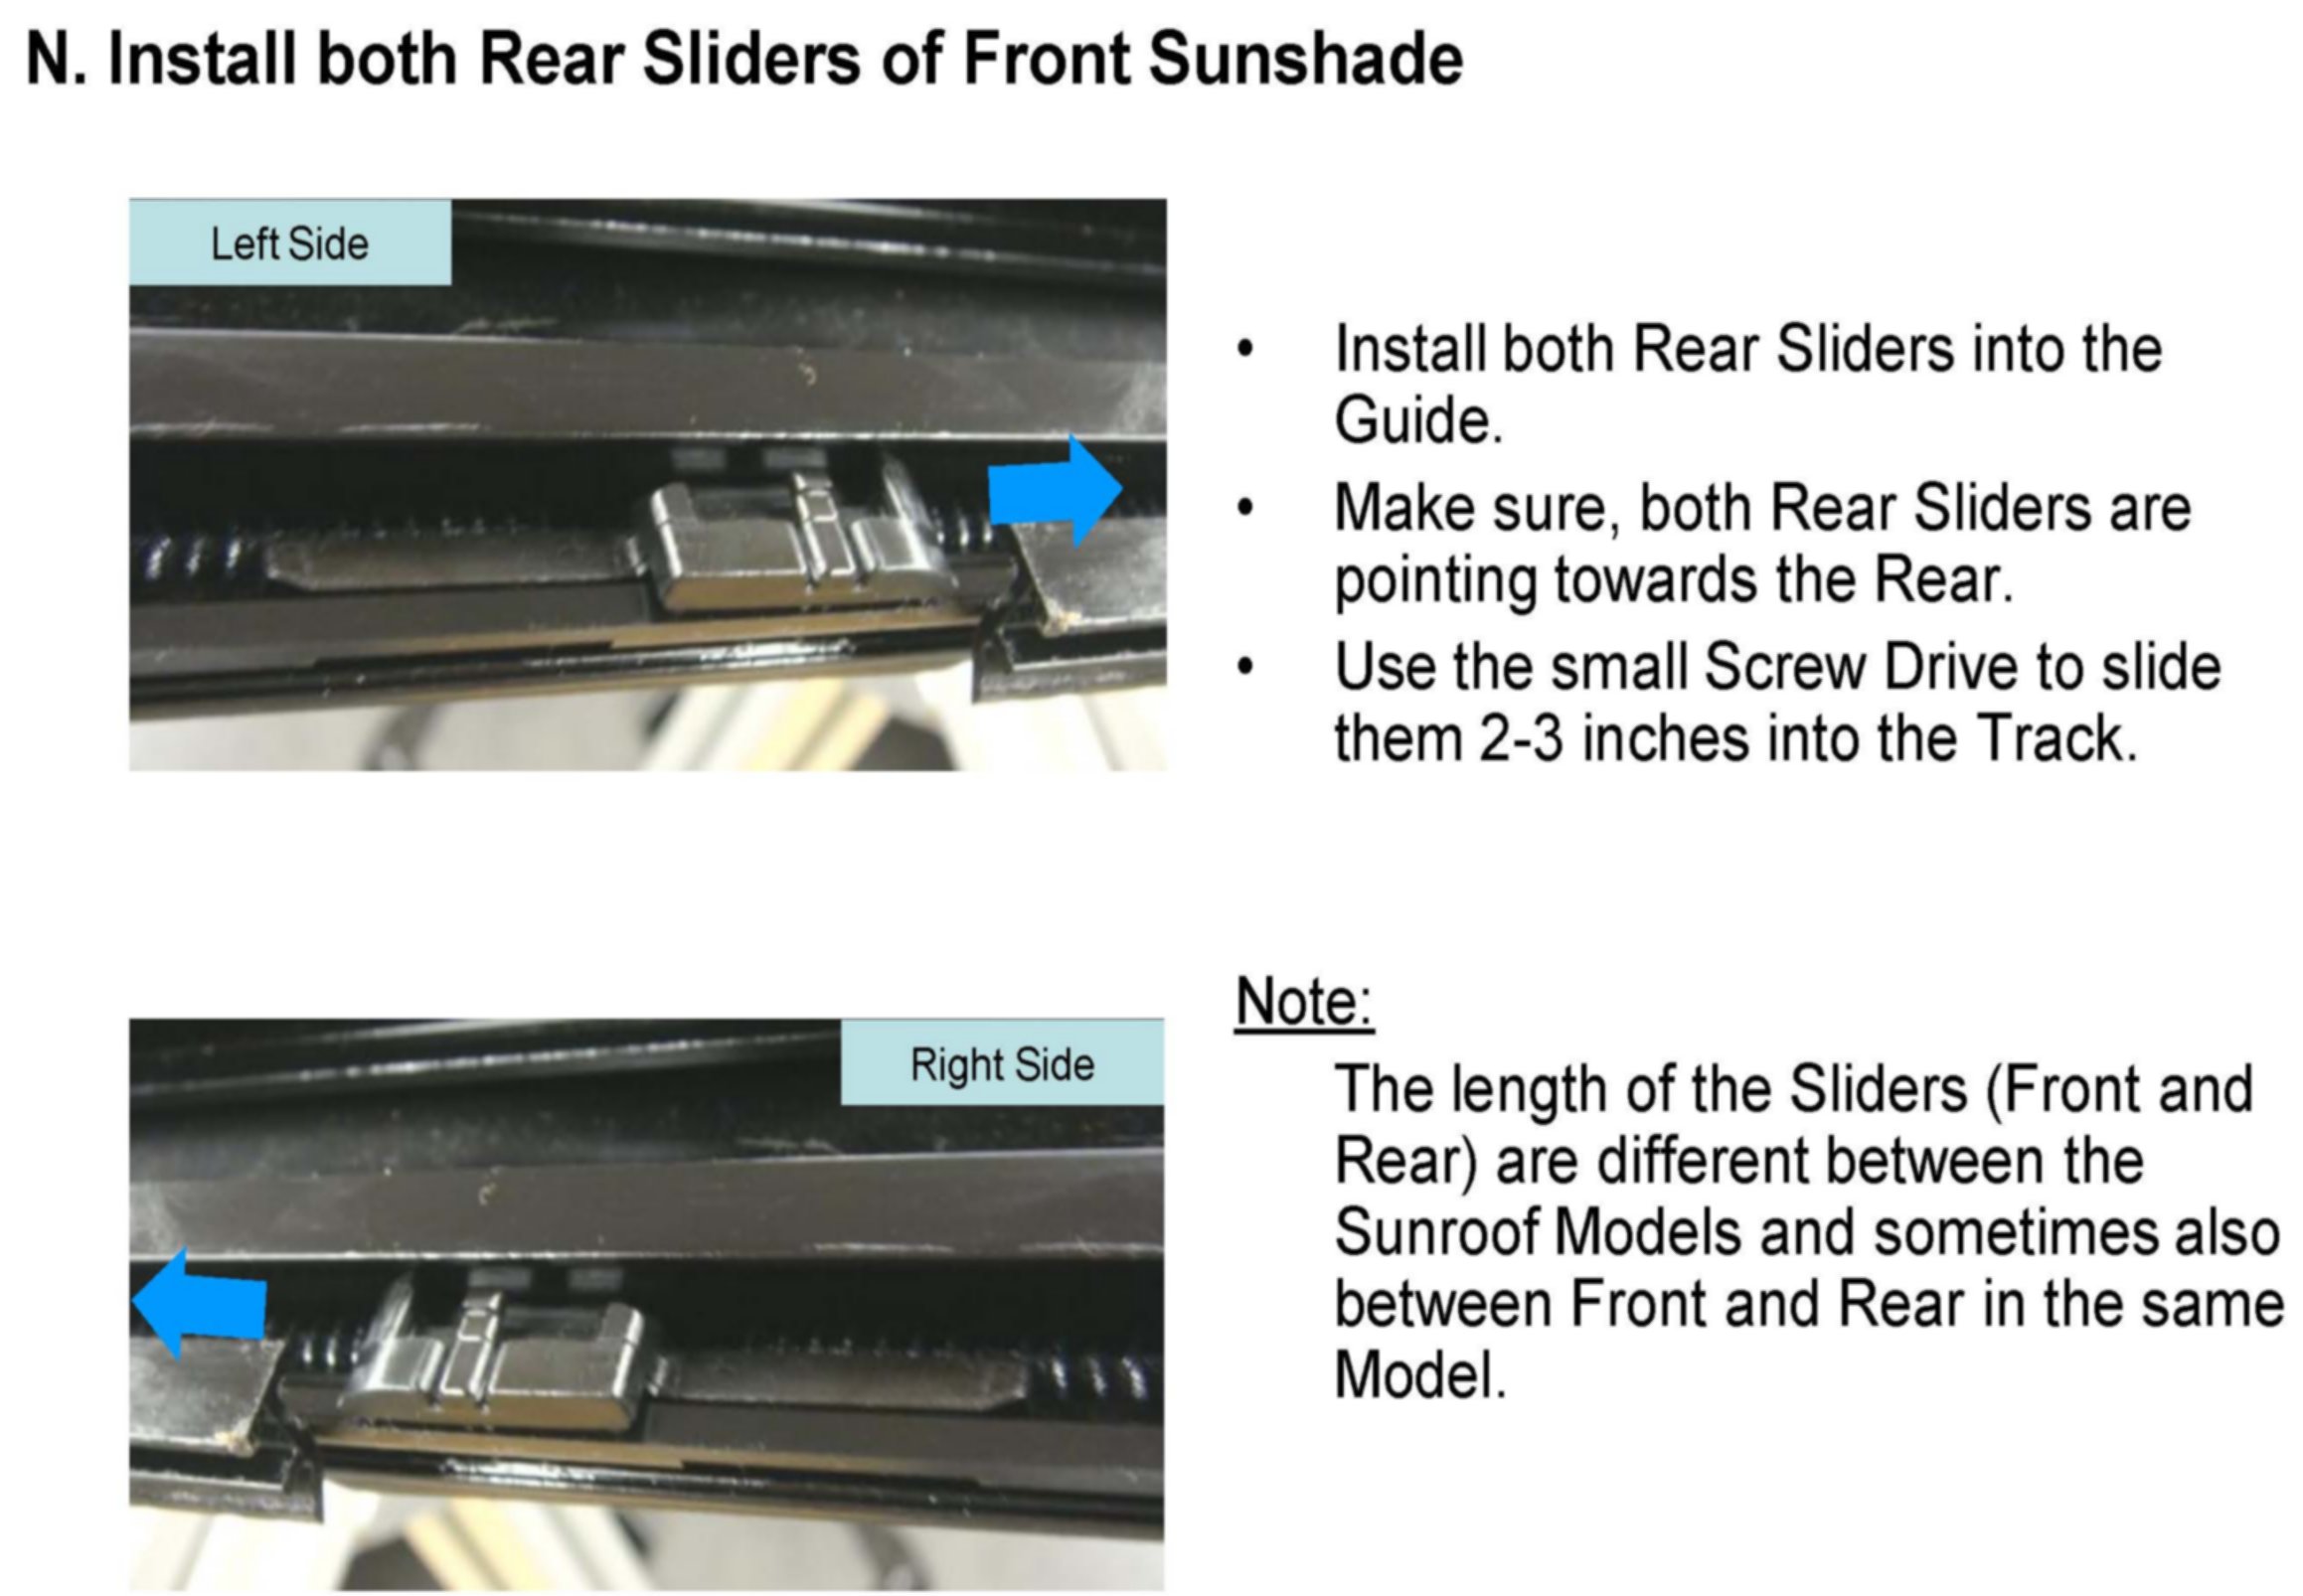 N. Install both Rear Sliders of Front Sunshade
Left Side
• Install both Rear Sliders into the
Guide.
• Make sure, both Rear Sliders are
pointing towards the Rear.
• Use the small Screw Drive to slide
them 2-3 inches into the Track.
Right Side
Note:
The length of the Sliders (Front and
Rear) are different between the
Sunroof Models and sometimes also
between Front and Rear in the same
Model.